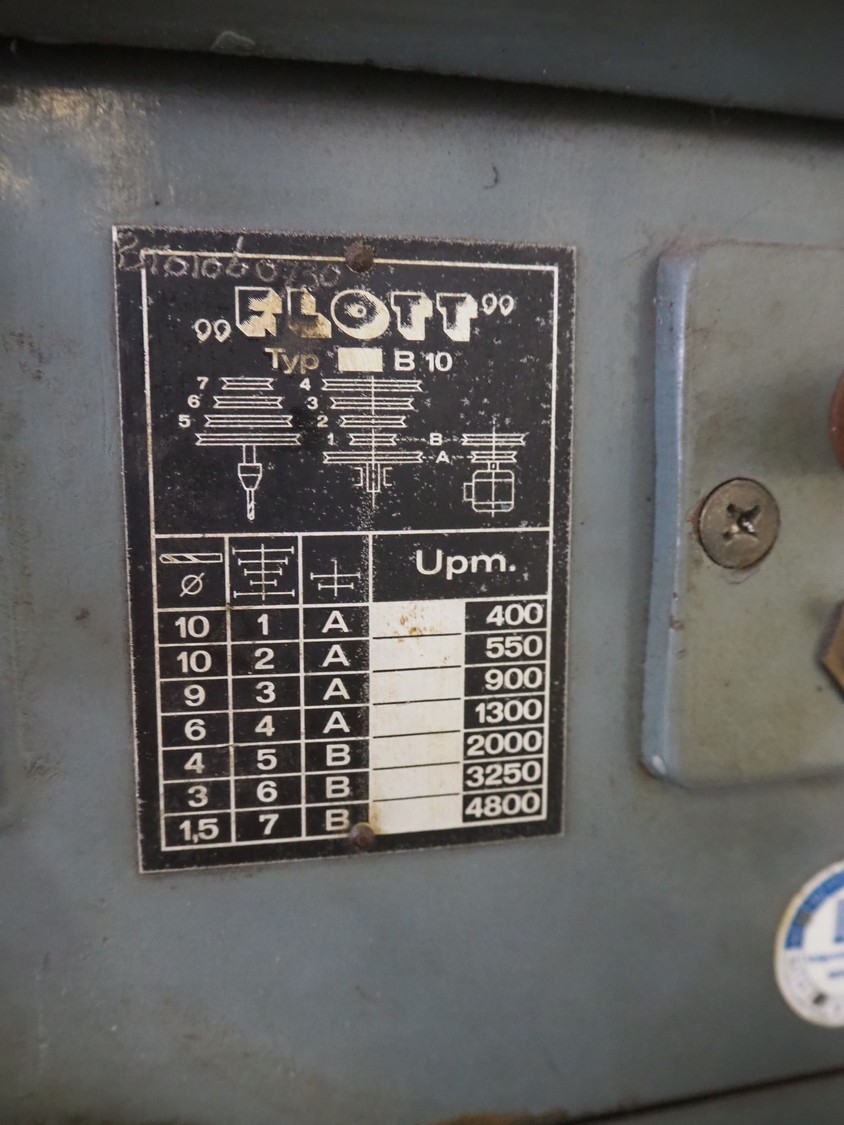 „FLOTT”
Typ B 10
7 4
6 3
5 2
1 B
A
Ø Upm.
10 1 A 400
10 2 A 550
9 3 A 900
6 4 A 1300
4 5 B 2000
3 6 B 3250
1,5 7 B 4800